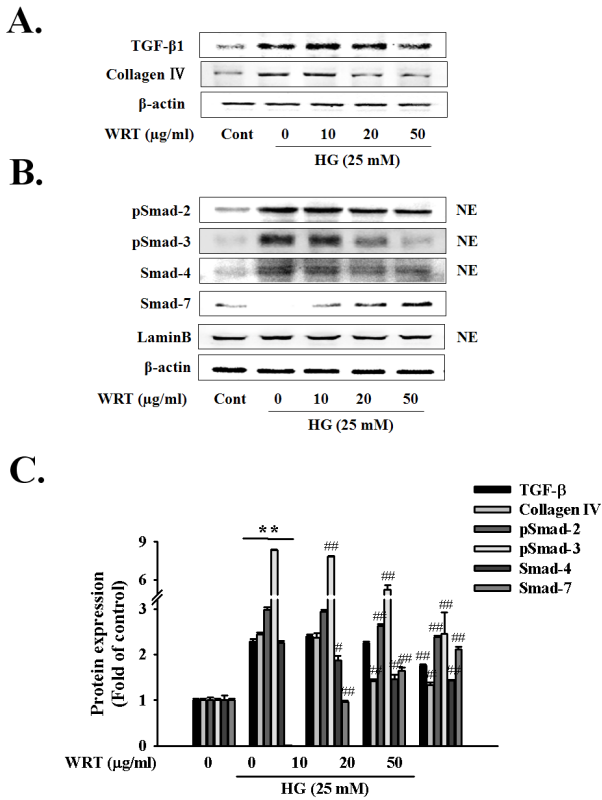 A.
TGF-β1
Collagen Ⅳ
β-actin
WRT (μg/ml) Cont 0 10 20 50
HG (25 mM)
B.
pSmad-2 NE
pSmad-3 NE
Smad-4 NE
Smad-7
LaminB NE
β-actin
WRT (μg/ml) Cont 0 10 20 50
HG (25 mM)
C.
TGF-β
Collagen IV
pSmad-2
pSmad-3
Smad-4
Smad-7
Protein expression
(Fold of control)
9
6
3
2
1
0
**
##
#
##
##
##
##
##
##
##
##
##
##
##
##
WRT (μg/ml) 0 0 10 20 50
HG (25 mM)